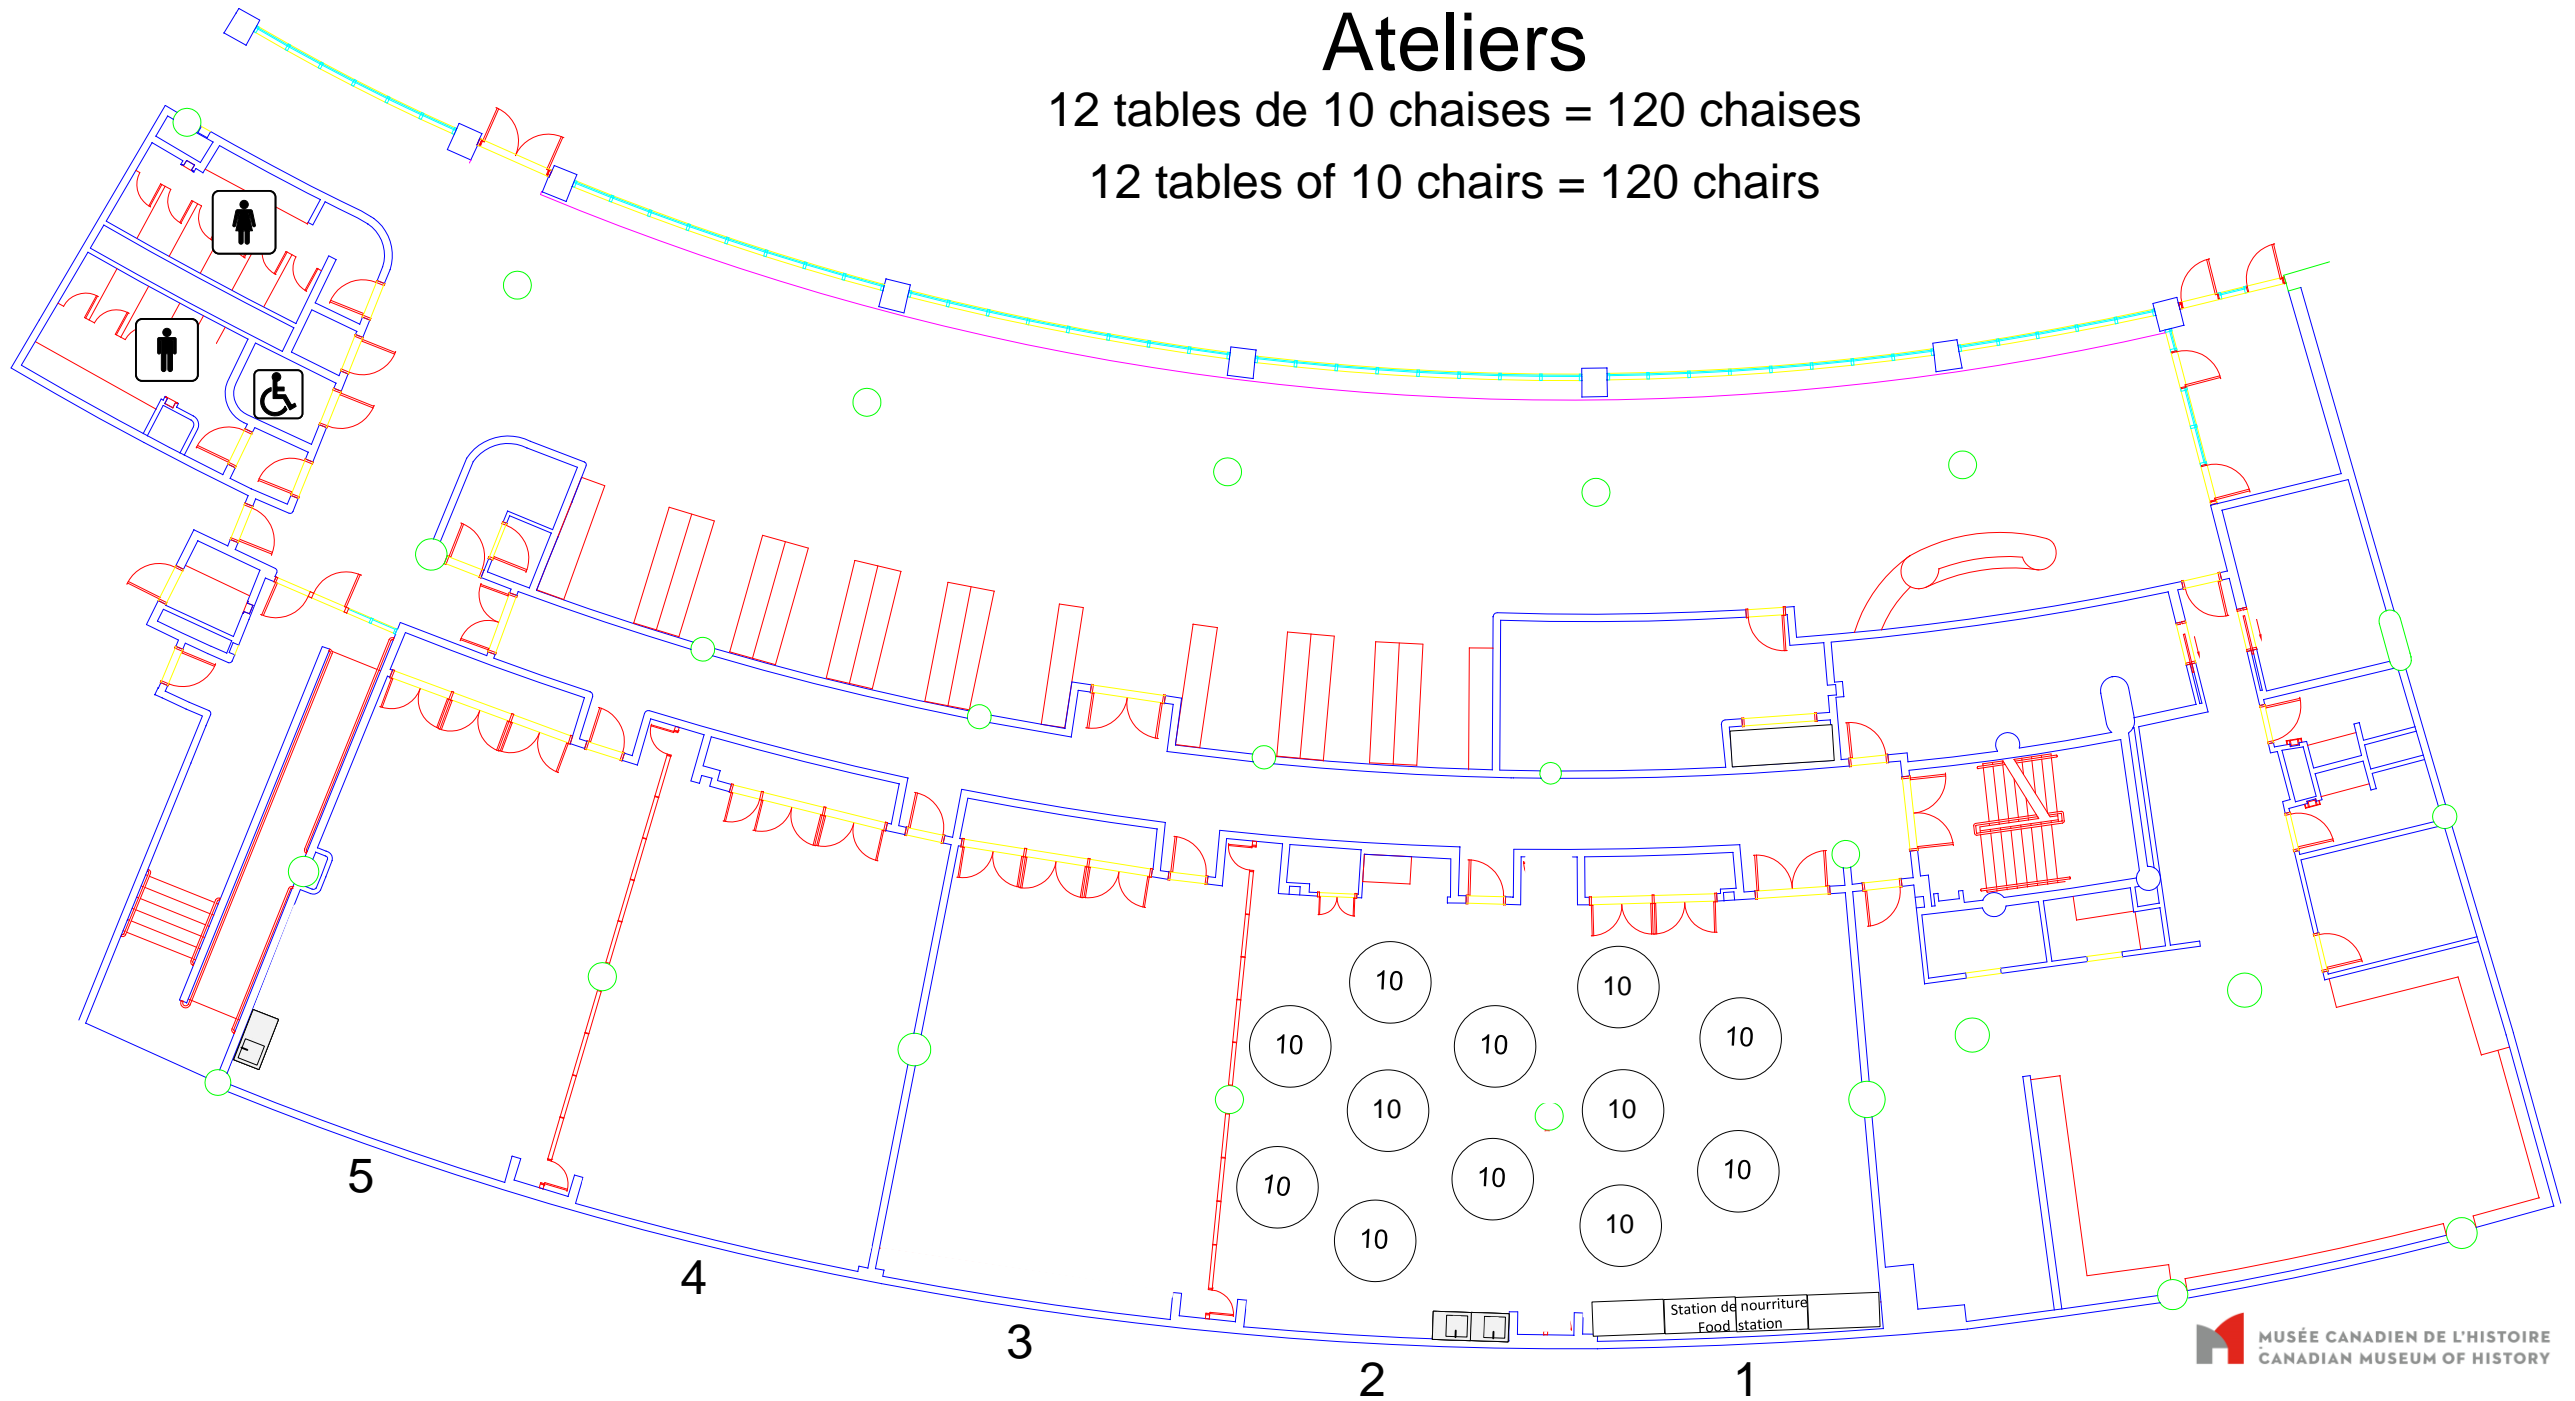 Ateliers
12 tables de 10 chaises = 120 chaises
12 tables of 10 chairs = 120 chairs
10
10
10
10
10
10
10
10
10
10
10
10
Station de nourriture
Food station
5
4
3
2
1
MUSÉE CANADIEN DE L'HISTOIRE
CANADIAN MUSEUM OF HISTORY